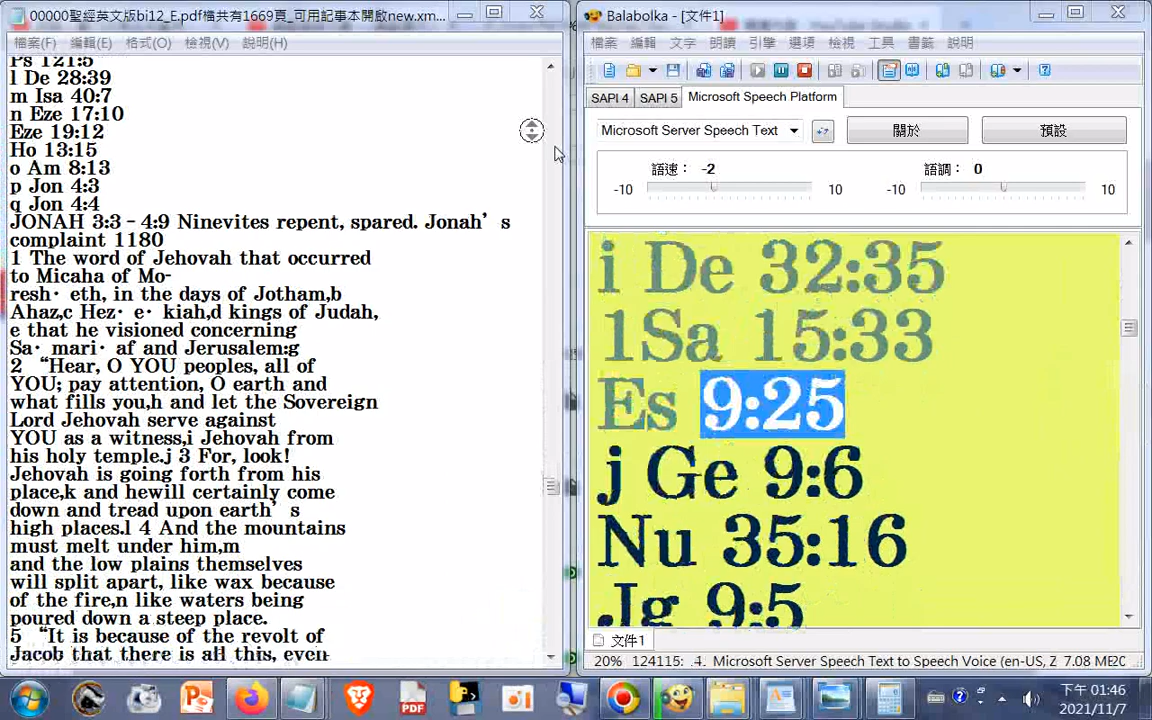 00000聖經英文版bi12_E.pdf檔共有1669頁_可用記事本開啟new.xm...
檔案(F) 編輯(E) 格式(O) 檢視(V) 說明(H)
Ps 121:5
l De 28:39
m Isa 40:7
n Eze 17:10
Eze 19:12
Ho 13:15
o Am 8:13
p Jon 4:3
q Jon 4:4
JONAH 3:3–4:9 Ninevites repent, spared. Jonah’s
complaint 1180
1 The word of Jehovah that occurred
to Micaha of Mo-
resh·eth, in the days of Jotham,b
Ahaz,c Hez·e·kiah,d kings of Judah,
e that he visioned concerning
Sa·mari·af and Jerusalem:g
2 “Hear, O YOU peoples, all of
YOU; pay attention, O earth and
what fills you,h and let the Sovereign
Lord Jehovah serve against
YOU as a witness,i Jehovah from
his holy temple.j 3 For, look!
Jehovah is going forth from his
place,k and hewill certainly come
down and tread upon earth’s
high places.l 4 And the mountains
must melt under him,m
and the low plains themselves
will split apart, like wax because
of the fire,n like waters being
poured down a steep place.
5 “It is because of the revolt of
Jacob that there is all this, even
Balabolka - [文件1]
檔案 編輯 文字 朗讀 引擎 選項 檢視 工具 書籤 說明
SAPI 4 SAPI 5 Microsoft Speech Platform
Microsoft Server Speech Text 關於 預設
語速： -2 語調： 0
-10 10 -10 10
i De 32:35
1Sa 15:33
Es 9:25
j Ge 9:6
Nu 35:16
Jg 9:5
文件1
20% 124115: .4. Microsoft Server Speech Text to Speech Voice (en-US, Z 7.08 ME
下午 01:46
2021/11/7